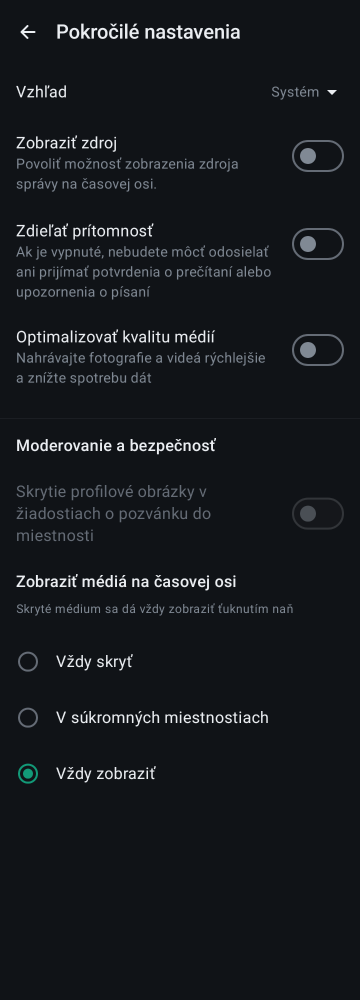 Pokročilé nastavenia
Vzhľad
Systém
Zobraziť zdroj
Povoliť možnosť zobrazenia zdroja
správy na časovej osi.
Zdieľať prítomnosť
Ak je vypnuté, nebudete môcť odosielať
ani prijímať potvrdenia o prečítaní alebo
upozornenia o písaní
Optimalizovať kvalitu médií
Nahrávajte fotografie a videá rýchlejšie
a znížte spotrebu dát
Moderovanie a bezpečnosť
Skrytie profilové obrázky v
žiadostiach o pozvánku do
miestnosti
Zobraziť médiá na časovej osi
Skryté médium sa dá vždy zobraziť ťuknutím naň
Vždy skryť
V súkromných miestnostiach
Vždy zobraziť